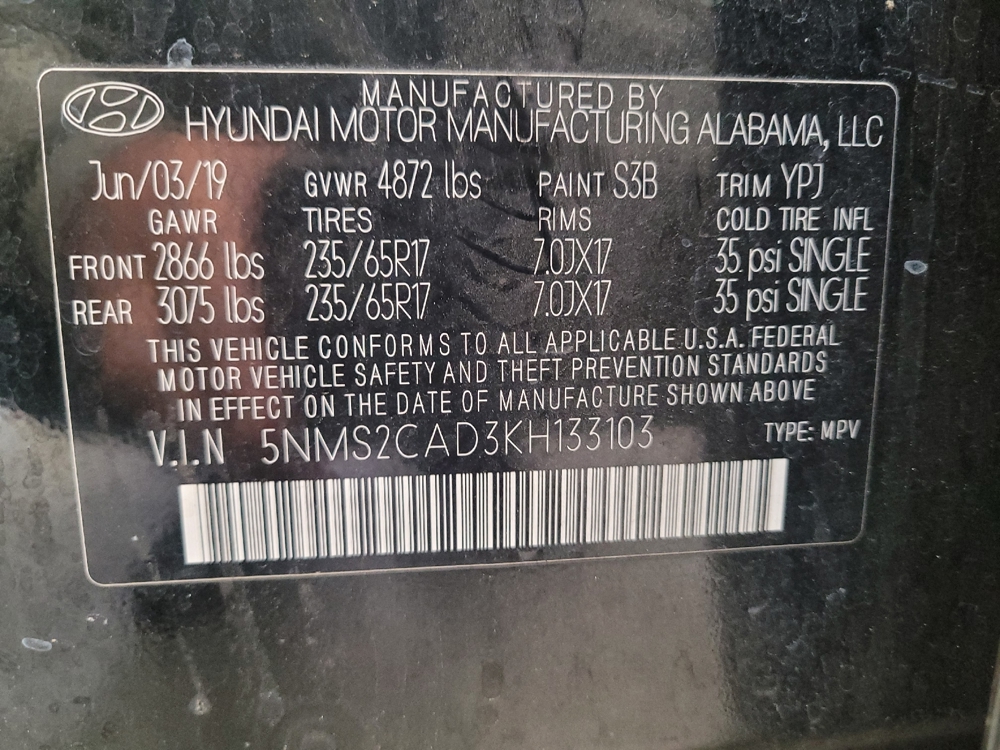 MANUFACTURED BY
HYUNDAI MOTOR MANUFACTURING ALABAMA, LLC
Jun/03/19 GVWR 4872 lbs PAINT S3B TRIM YPJ
GAWR TIRES RIMS COLD TIRE INFL
FRONT 2866 lbs 235/65R17 7.0JX17 35 psi SINGLE
REAR 3075 lbs 235/65R17 7.0JX17 35 psi SINGLE
THIS VEHICLE CONFORMS TO ALL APPLICABLE U.S.A. FEDERAL
MOTOR VEHICLE SAFETY AND THEFT PREVENTION STANDARDS
IN EFFECT ON THE DATE OF MANUFACTURE SHOWN ABOVE
V.I.N 5NMS2CAD3KH133103 TYPE: MPV